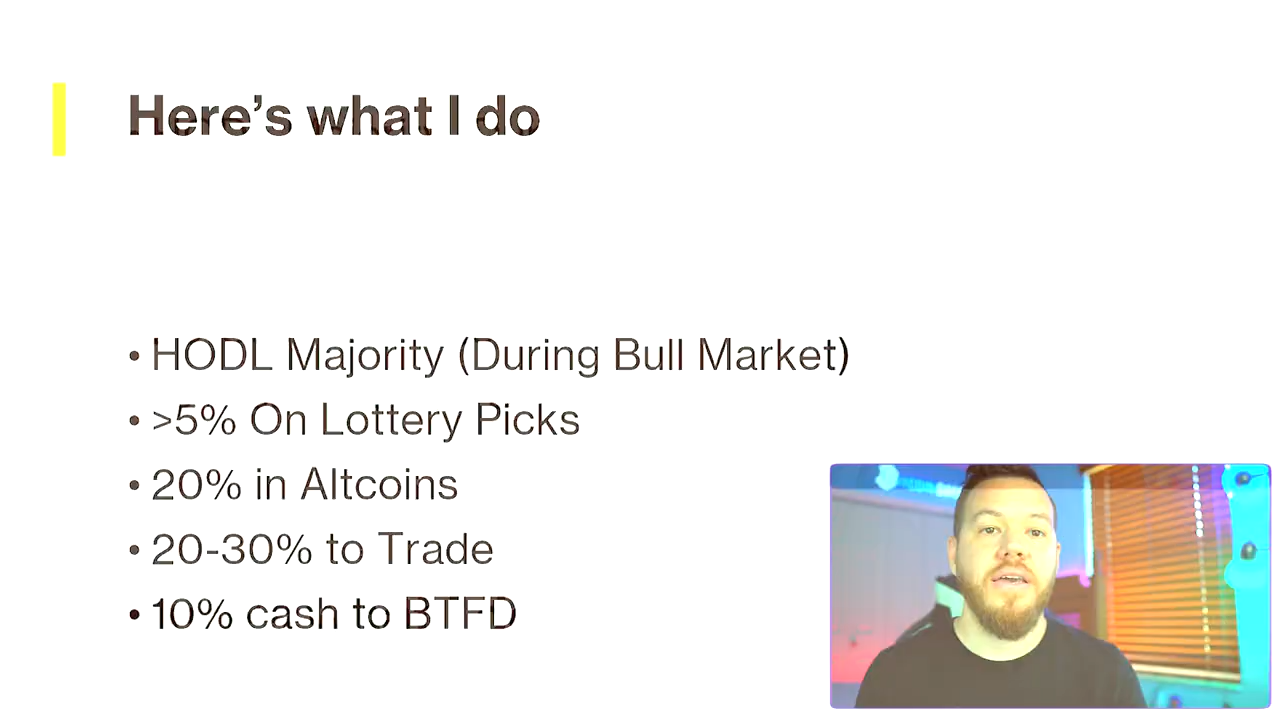 Here's what I do
• HODL Majority (During Bull Market)
• >5% On Lottery Picks
• 20% in Altcoins
• 20-30% to Trade
• 10% cash to BTFD